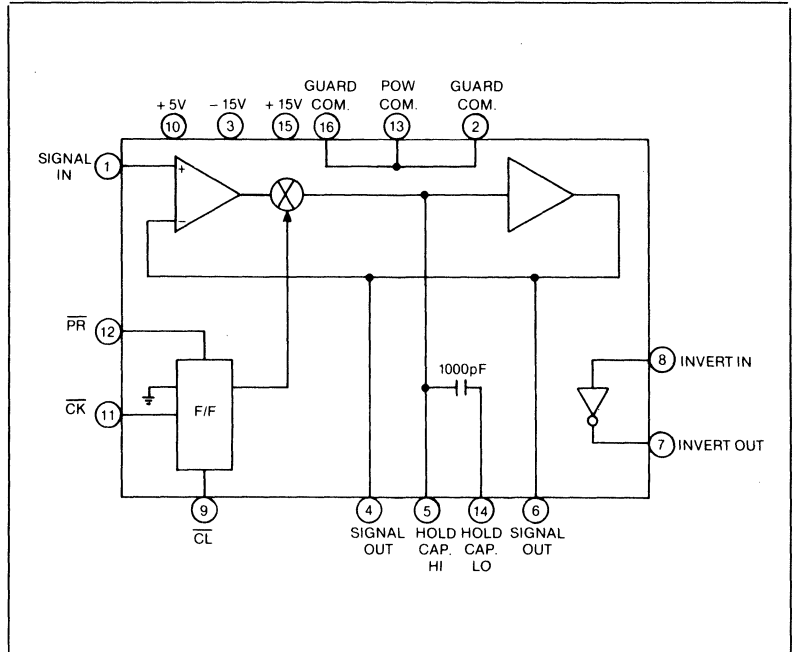 GUARD POW GUARD
+ 5V – 15V + 15V COM. COM. COM.
10 3 15 16 13 2
SIGNAL IN 1
+
–
PR 12
1000pF
8 INVERT IN
CK 11
F/F
7 INVERT OUT
9 4 5 14 6
CL
SIGNAL HOLD HOLD SIGNAL
OUT CAP. CAP. OUT
HI LO